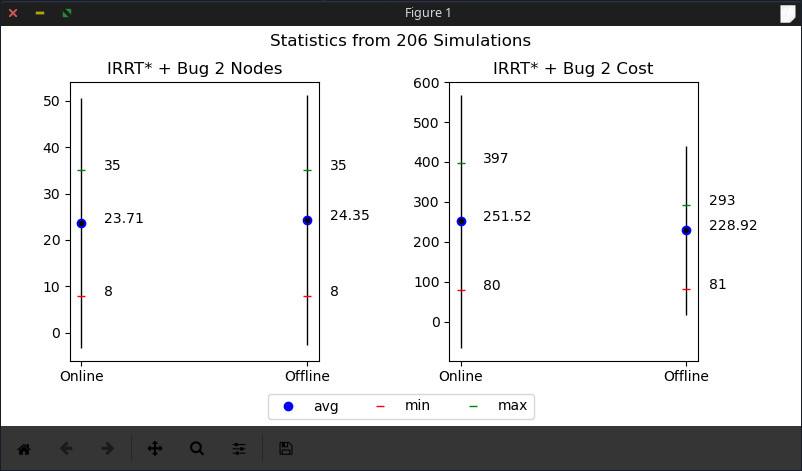 Figure 1
Statistics from 206 Simulations
IRRT* + Bug 2 Nodes
50
40
30
20
10
0
35
23.71
8
35
24.35
8
Online
Offline
IRRT* + Bug 2 Cost
600
500
400
300
200
100
0
397
251.52
80
293
228.92
81
Online
Offline
avg
min
max